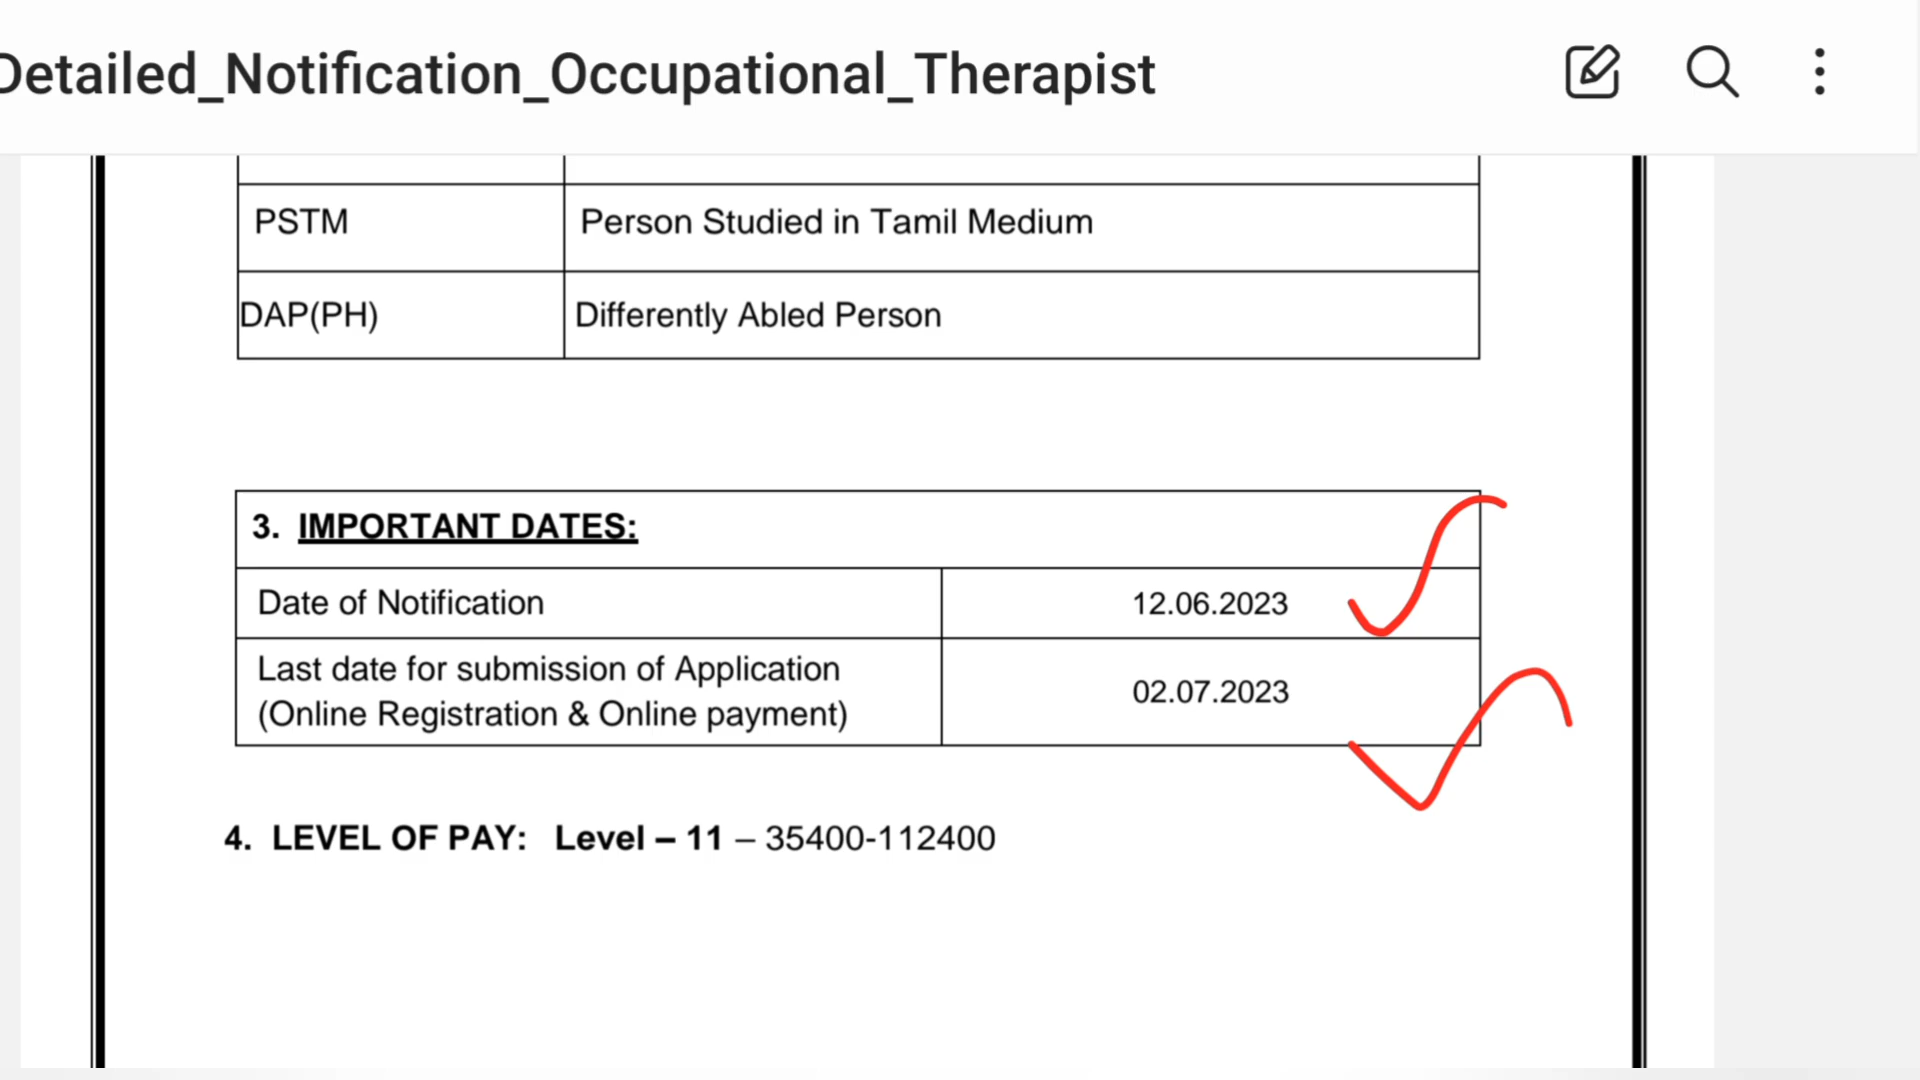 Detailed_Notification_Occupational_Therapist
PSTM Person Studied in Tamil Medium
DAP(PH) Differently Abled Person
3. IMPORTANT DATES:
Date of Notification 12.06.2023
Last date for submission of Application
(Online Registration & Online payment) 02.07.2023
4. LEVEL OF PAY: Level – 11 – 35400-112400